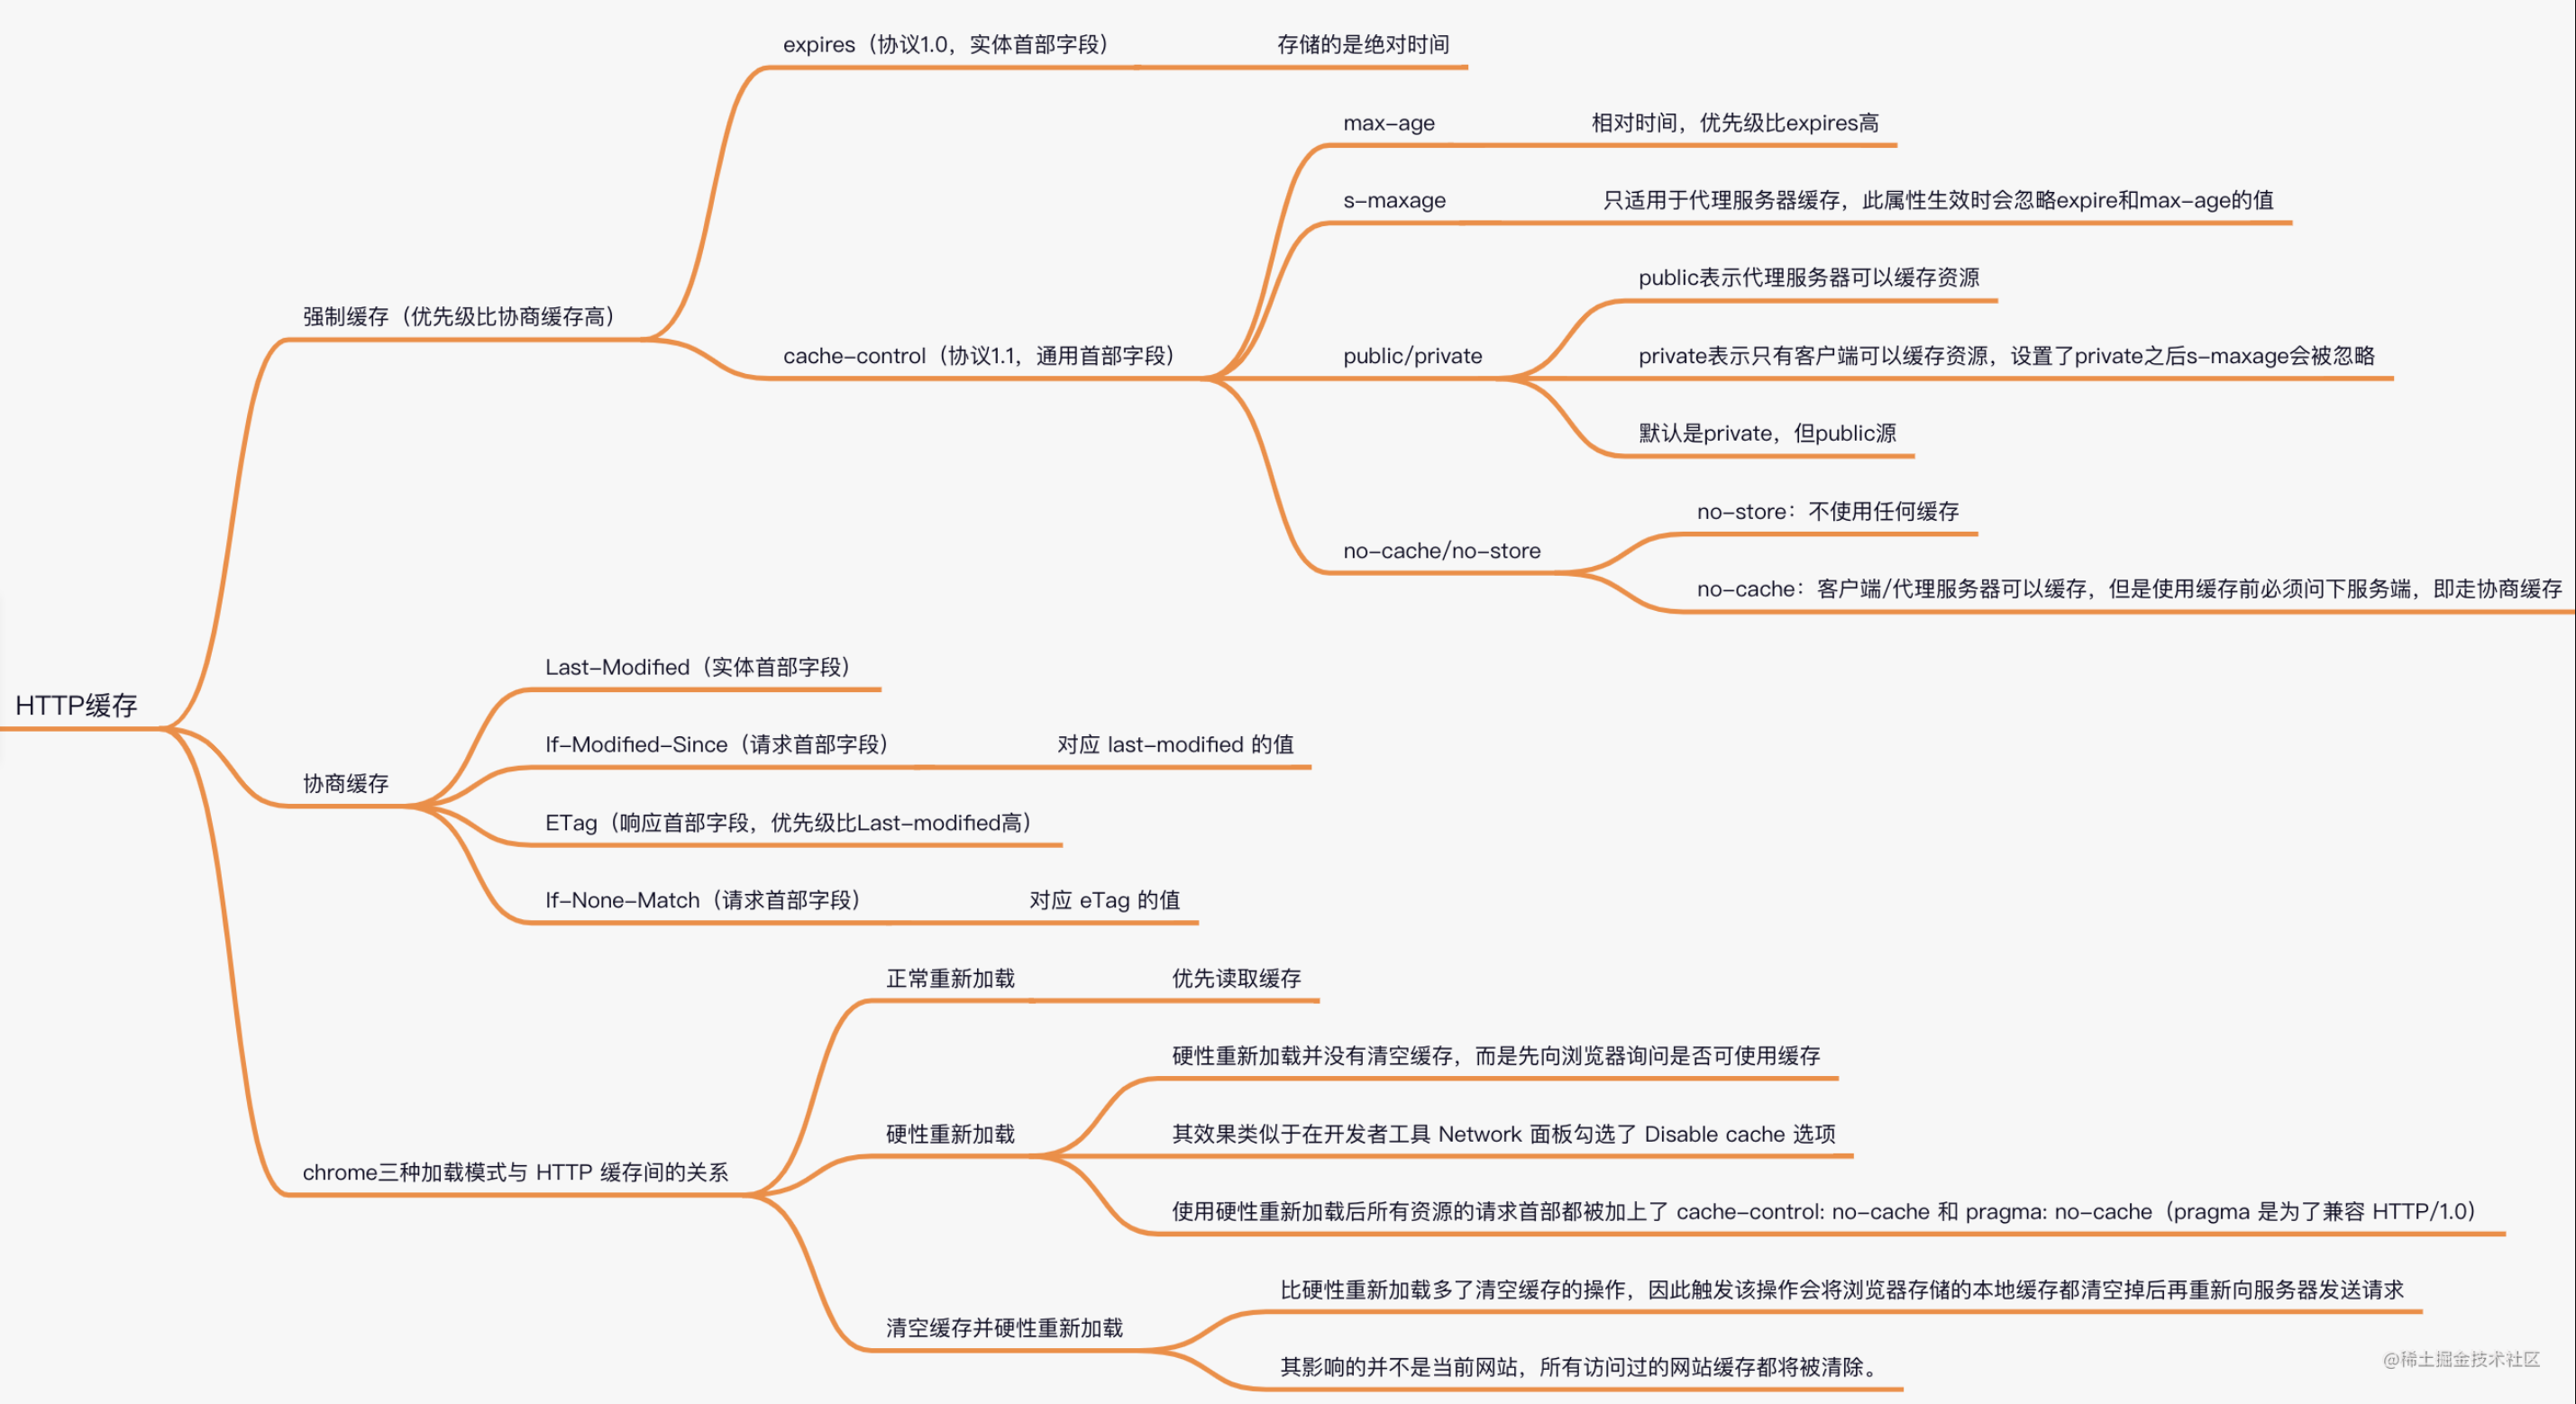 HTTP缓存
强制缓存（优先级比协商缓存高）
expires（协议1.0，实体首部字段）
存储的是绝对时间
cache-control（协议1.1，通用首部字段）
max-age
相对时间，优先级比expires高
s-maxage
只适用于代理服务器缓存，此属性生效时会忽略expire和max-age的值
public/private
public表示代理服务器可以缓存资源
private表示只有客户端可以缓存资源，设置了private之后s-maxage会被忽略
默认是private，但public源
no-cache/no-store
no-store：不使用任何缓存
no-cache：客户端/代理服务器可以缓存，但是使用缓存前必须问下服务端，即走协商缓存
协商缓存
Last-Modified（实体首部字段）
If-Modified-Since（请求首部字段）
对应 last-modified 的值
ETag（响应首部字段，优先级比Last-modified高）
If-None-Match（请求首部字段）
对应 eTag 的值
chrome三种加载模式与 HTTP 缓存间的关系
正常重新加载
优先读取缓存
硬性重新加载
硬性重新加载并没有清空缓存，而是先向浏览器询问是否可使用缓存
其效果类似于在开发者工具 Network 面板勾选了 Disable cache 选项
使用硬性重新加载后所有资源的请求首部都被加上了 cache-control: no-cache 和 pragma: no-cache（pragma 是为了兼容 HTTP/1.0）
清空缓存并硬性重新加载
比硬性重新加载多了清空缓存的操作，因此触发该操作会将浏览器存储的本地缓存都清空掉后再重新向服务器发送请求
其影响的并不是当前网站，所有访问过的网站缓存都将被清除。
@稀土掘金技术社区